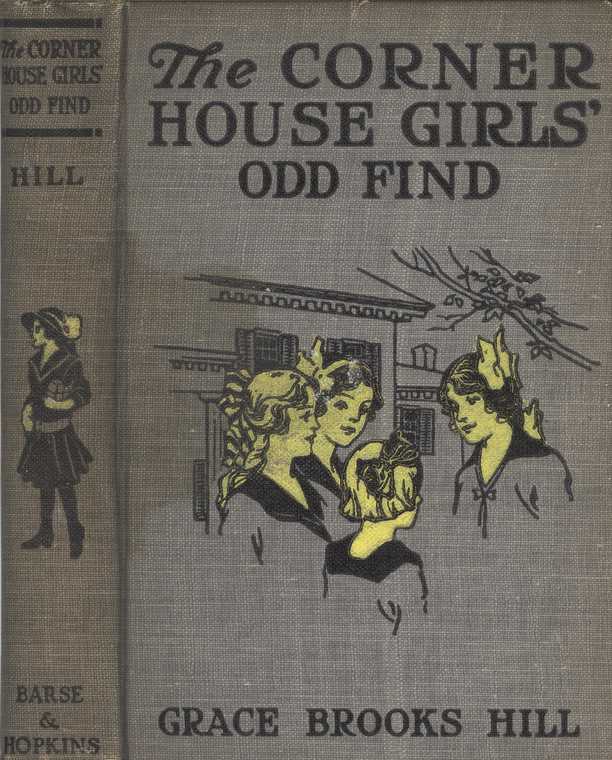 The CORNER
HOUSE GIRLS'
ODD FIND
HILL
BARSE
&
HOPKINS
The CORNER
HOUSE GIRLS'
ODD FIND
GRACE BROOKS HILL